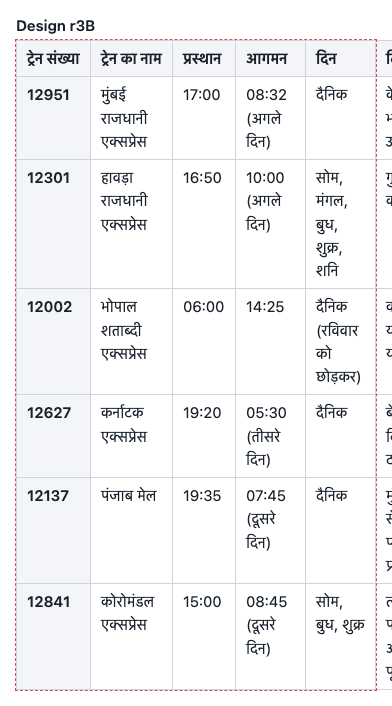 Design r3B
ट्रेन संख्या ट्रेन का नाम प्रस्थान आगमन दिन
12951 मुंबई 17:00 08:32 दैनिक
राजधानी (अगले
एक्सप्रेस दिन)
12301 हावड़ा 16:50 10:00 सोम,
राजधानी (अगले मंगल,
एक्सप्रेस दिन) बुध,
शुक्र,
शनि
12002 भोपाल 06:00 14:25 दैनिक
शताब्दी (रविवार
एक्सप्रेस को
छोड़कर)
12627 कर्नाटक 19:20 05:30 दैनिक
एक्सप्रेस (तीसरे
दिन)
12137 पंजाब मेल 19:35 07:45 दैनिक
(दूसरे
दिन)
12841 कोरोमंडल 15:00 08:45 सोम,
एक्सप्रेस (दूसरे बुध, शुक्र
दिन)